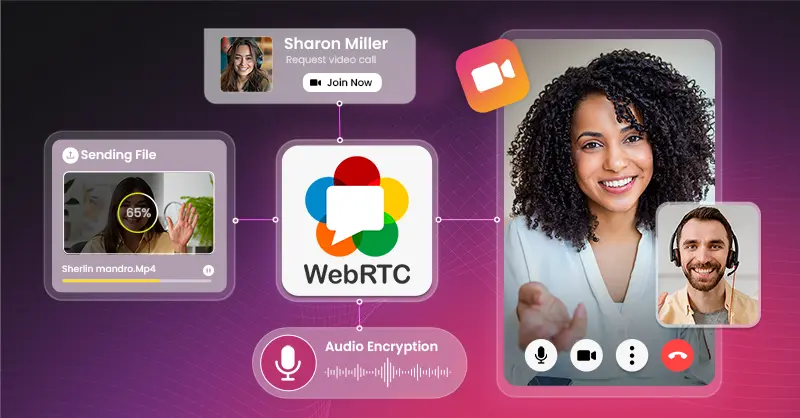 Sharon Miller
Request video call
Join Now
Sending File
65%
Sherlin mandro.Mp4
WebRTC
Audio Encryption